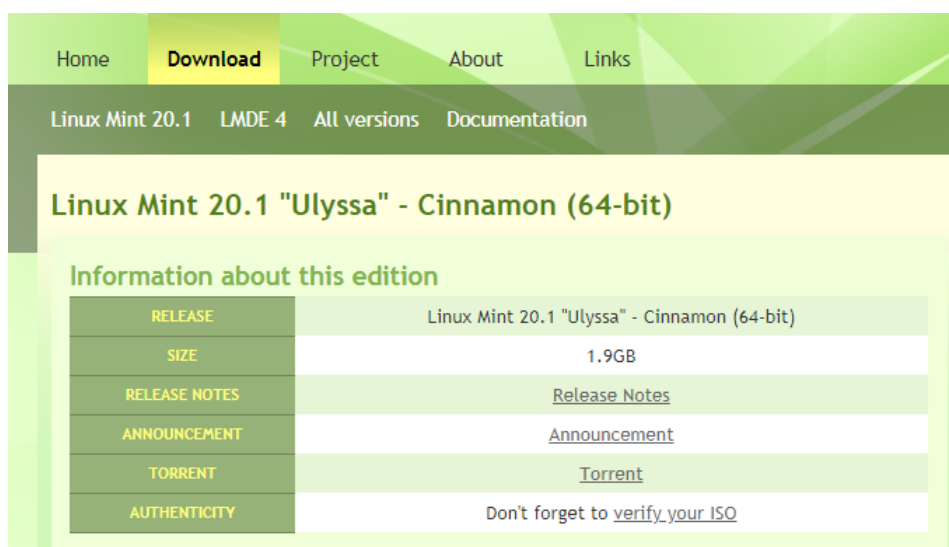 Home Download Project About Links
Linux Mint 20.1 LMDE 4 All versions Documentation
Linux Mint 20.1 "Ulyssa" - Cinnamon (64-bit)
Information about this edition
RELEASE Linux Mint 20.1 "Ulyssa" - Cinnamon (64-bit)
SIZE 1.9GB
RELEASE NOTES Release Notes
ANNOUNCEMENT Announcement
TORRENT Torrent
AUTHENTICITY Don't forget to verify your ISO